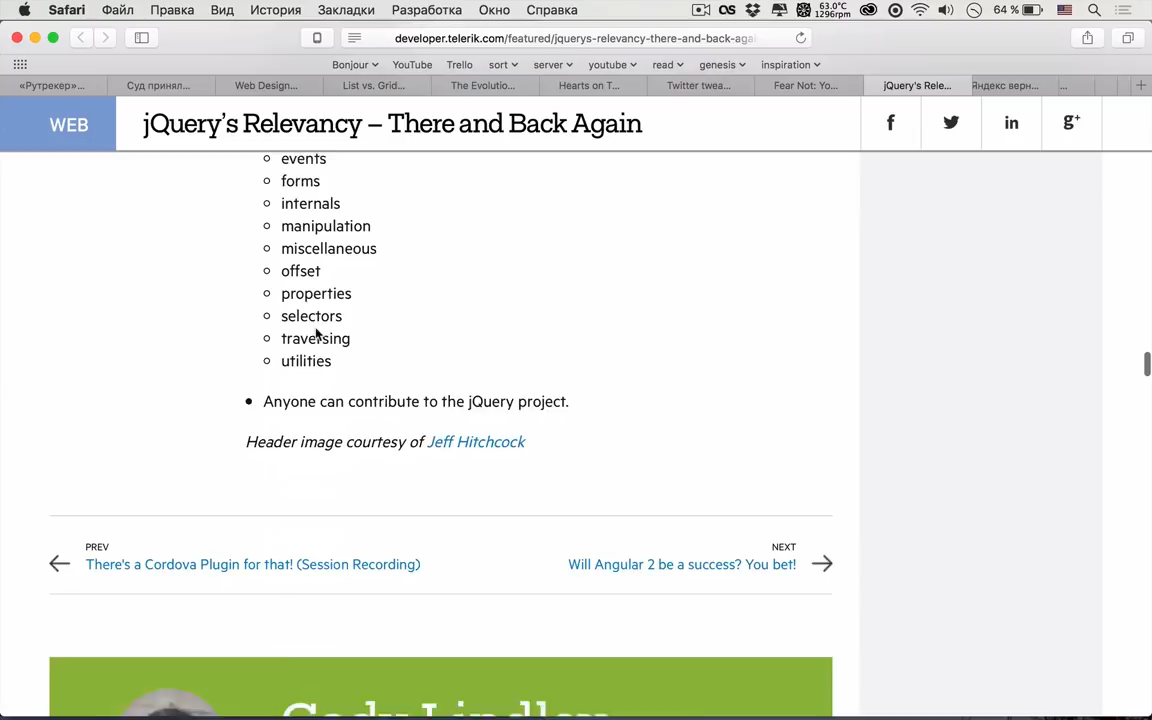 Safari Файл Правка Вид История Закладки Разработка Окно Справка 63.0°C 1296rpm 64 %
developer.telerik.com/featured/jquerys-relevancy-there-and-back-agai
Bonjour YouTube Trello sort server youtube read genesis inspiration
«Рутрекер»... Суд принял... Web Design... List vs. Grid... The Evolutio... Hearts on T... Twitter twea... Fear Not: Yo... jQuery's Rele... Яндекс верн... ...
WEB jQuery's Relevancy – There and Back Again
events
forms
internals
manipulation
miscellaneous
offset
properties
selectors
traversing
utilities
Anyone can contribute to the jQuery project.
Header image courtesy of Jeff Hitchcock
PREV
There's a Cordova Plugin for that! (Session Recording)
NEXT
Will Angular 2 be a success? You bet!
Cody Lindley